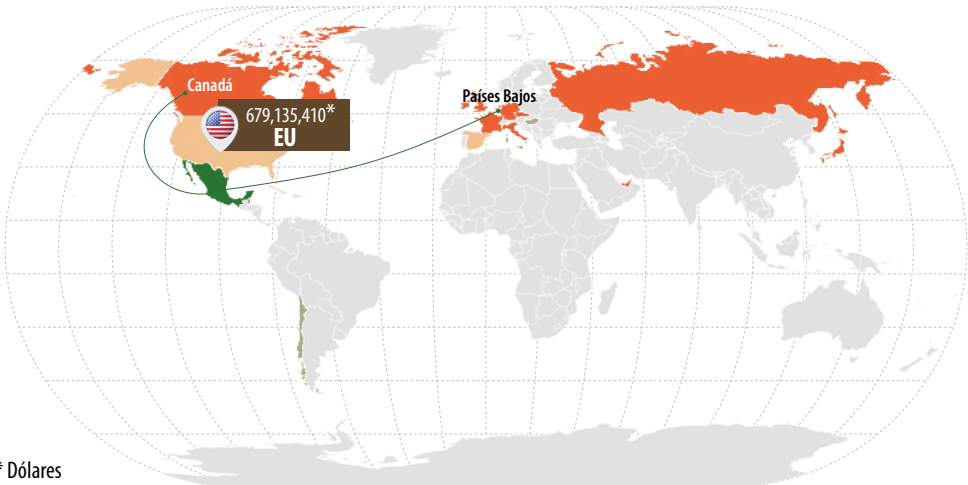 Canadá
Países Bajos
679,135,410*
EU
* Dólares